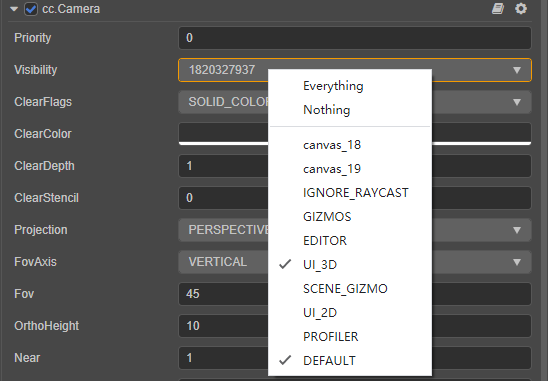 cc.Camera
Priority
0
Visibility
1820327937
ClearFlags
SOLID_COLOR
ClearColor
ClearDepth
1
ClearStencil
0
Projection
PERSPECTIVE
FovAxis
VERTICAL
Fov
45
OrthoHeight
10
Near
1
Everything
Nothing
canvas_18
canvas_19
IGNORE_RAYCAST
GIZMOS
EDITOR
UI_3D
SCENE_GIZMO
UI_2D
PROFILER
DEFAULT